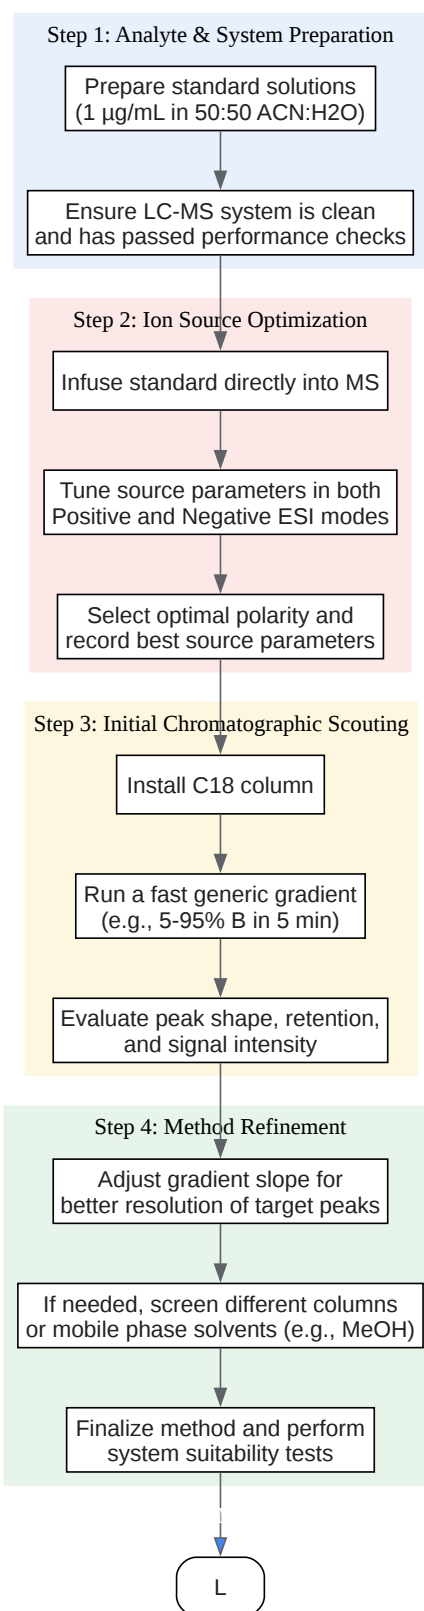 Step 1: Analyte & System Preparation
Prepare standard solutions
(1 µg/mL in 50:50 ACN:H2O)
Ensure LC-MS system is clean
and has passed performance checks
Step 2: Ion Source Optimization
Infuse standard directly into MS
Tune source parameters in both
Positive and Negative ESI modes
Select optimal polarity and
record best source parameters
Step 3: Initial Chromatographic Scouting
Install C18 column
Run a fast generic gradient
(e.g., 5-95% B in 5 min)
Evaluate peak shape, retention,
and signal intensity
Step 4: Method Refinement
Adjust gradient slope for
better resolution of target peaks
If needed, screen different columns
or mobile phase solvents (e.g., MeOH)
Finalize method and perform
system suitability tests
L